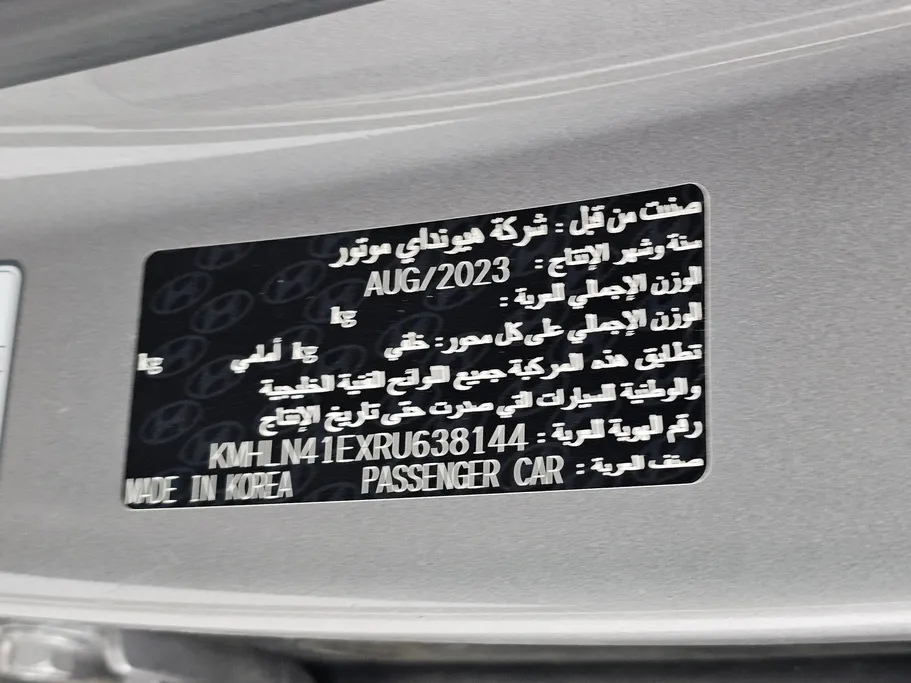 صنعت من قبل : شركة هيونداي موتور
سنة وشهر الإنتاج : AUG/2023
الوزن الإجمالي للعربة : kg
الوزن الإجمالي على كل محور : خلفي kg أمامي kg
تطابق هذه المركبة جميع اللوائح الفنية الخليجية
والوطنية للسيارات التي صدرت حتى تاريخ الإنتاج
رقم الهوية للعربة : KMHLN41EXRU638144
صنف العربة : PASSENGER CAR MADE IN KOREA